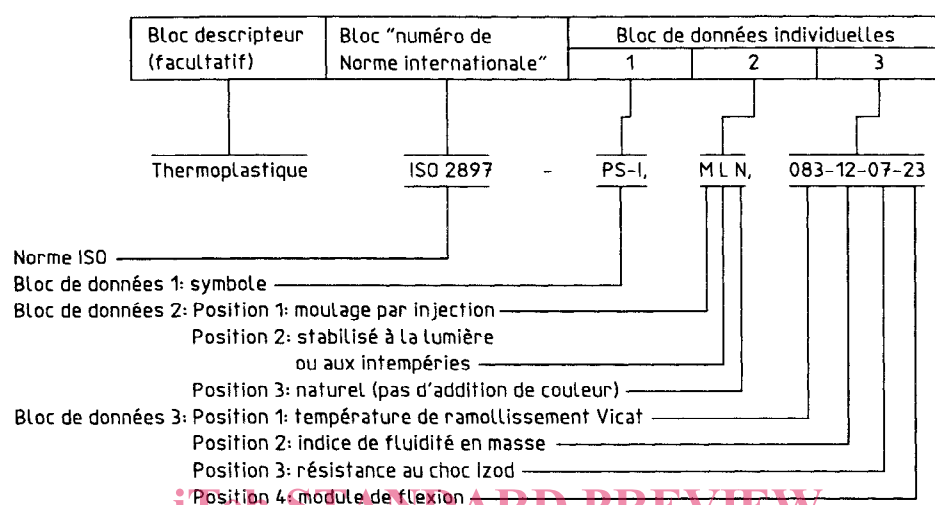 Bloc descripteur
(facultatif)
Bloc "numéro de
Norme internationale"
Bloc de données individuelles
1 2 3
Thermoplastique ISO 2897 - PS-I, M L N, 083-12-07-23
Norme ISO
Bloc de données 1: symbole
Bloc de données 2: Position 1: moulage par injection
Position 2: stabilisé à la lumière
ou aux intempéries
Position 3: naturel (pas d'addition de couleur)
Bloc de données 3: Position 1: température de ramollissement Vicat
Position 2: indice de fluidité en masse
Position 3: résistance au choc Izod
Position 4: module de flexion
iTeh STANDARD PREVIEW